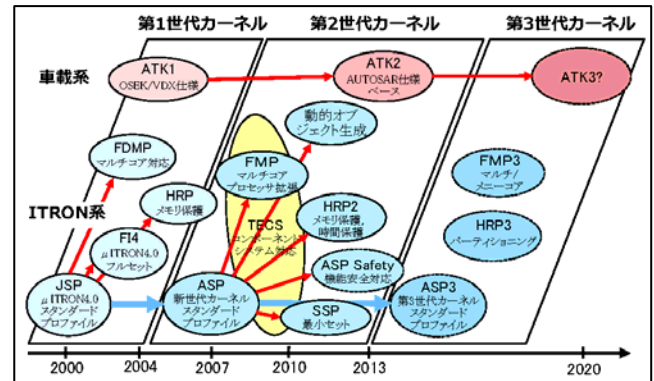 第1世代カーネル
第2世代カーネル
第3世代カーネル
車載系
ATK1
OSEK/VDX仕様
ATK2
AUTOSAR仕様
ベース
ATK3?
動的オブ
ジェクト生成
FDMP
マルチコア対応
FMP
マルチコア
プロセッサ拡張
FMP3
マルチ/
メニーコア
HRP
メモリ保護
ITRON系
FI4
μITRON4.0
フルセット
TECS
コンポーネント
システム対応
HRP2
メモリ保護,
時間保護
HRP3
パーティショニング
JSP
μITRON4.0
スタンダード
プロファイル
ASP
新世代カーネル
スタンダード
プロファイル
ASP Safety
機能安全対応
SSP
最小セット
ASP3
第3世代カーネル
スタンダード
プロファイル
2000
2004
2007
2010
2013
2020